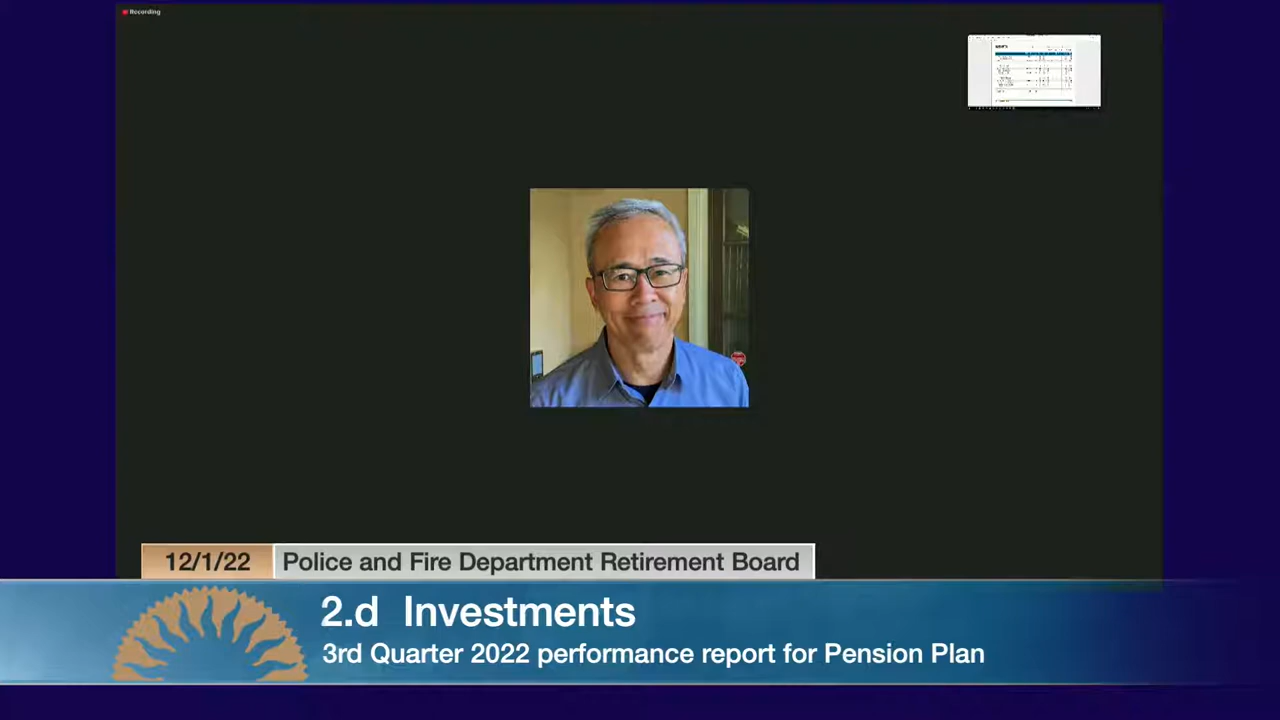 Recording
12/1/22
Police and Fire Department Retirement Board
2.d Investments
3rd Quarter 2022 performance report for Pension Plan